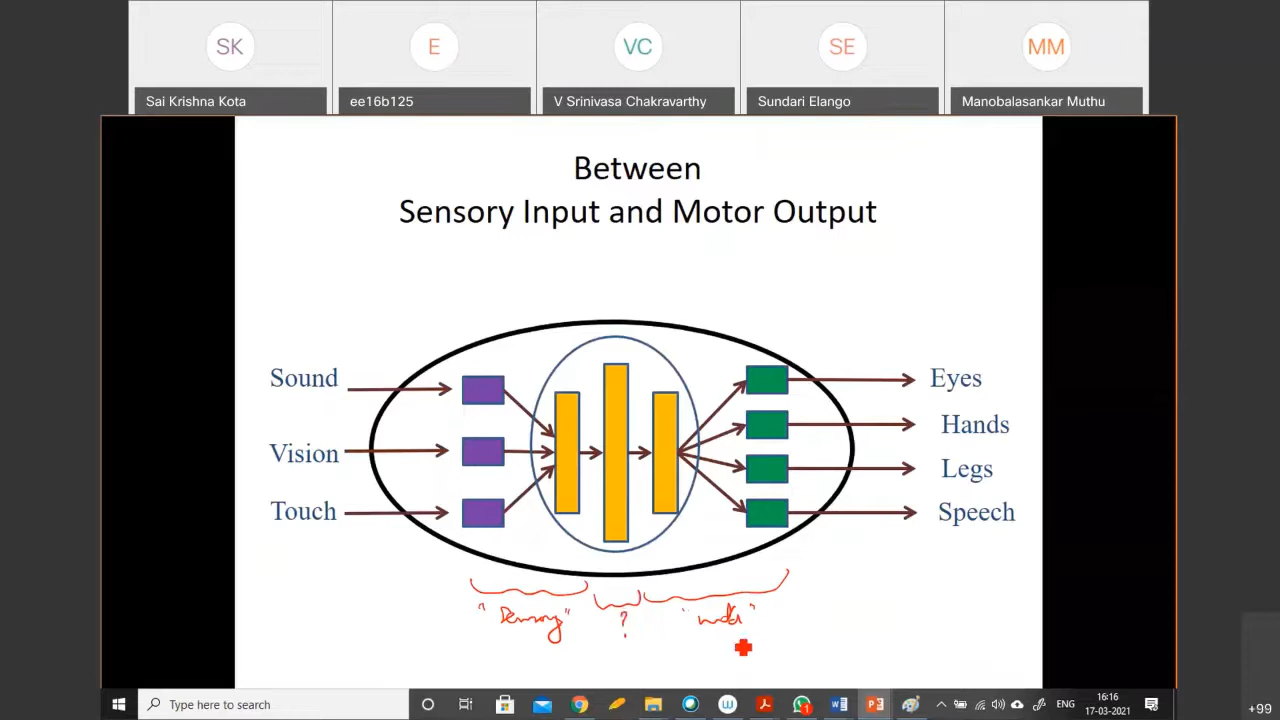 SK
E
VC
SE
MM
Sai Krishna Kota
ee16b125
V Srinivasa Chakravarthy
Sundari Elango
Manobalasankar Muthu
Between
Sensory Input and Motor Output
Sound
Vision
Touch
Eyes
Hands
Legs
Speech
"Sensory"
?
"motor"
Type here to search
1
ENG
16:16
17-03-2021
+99